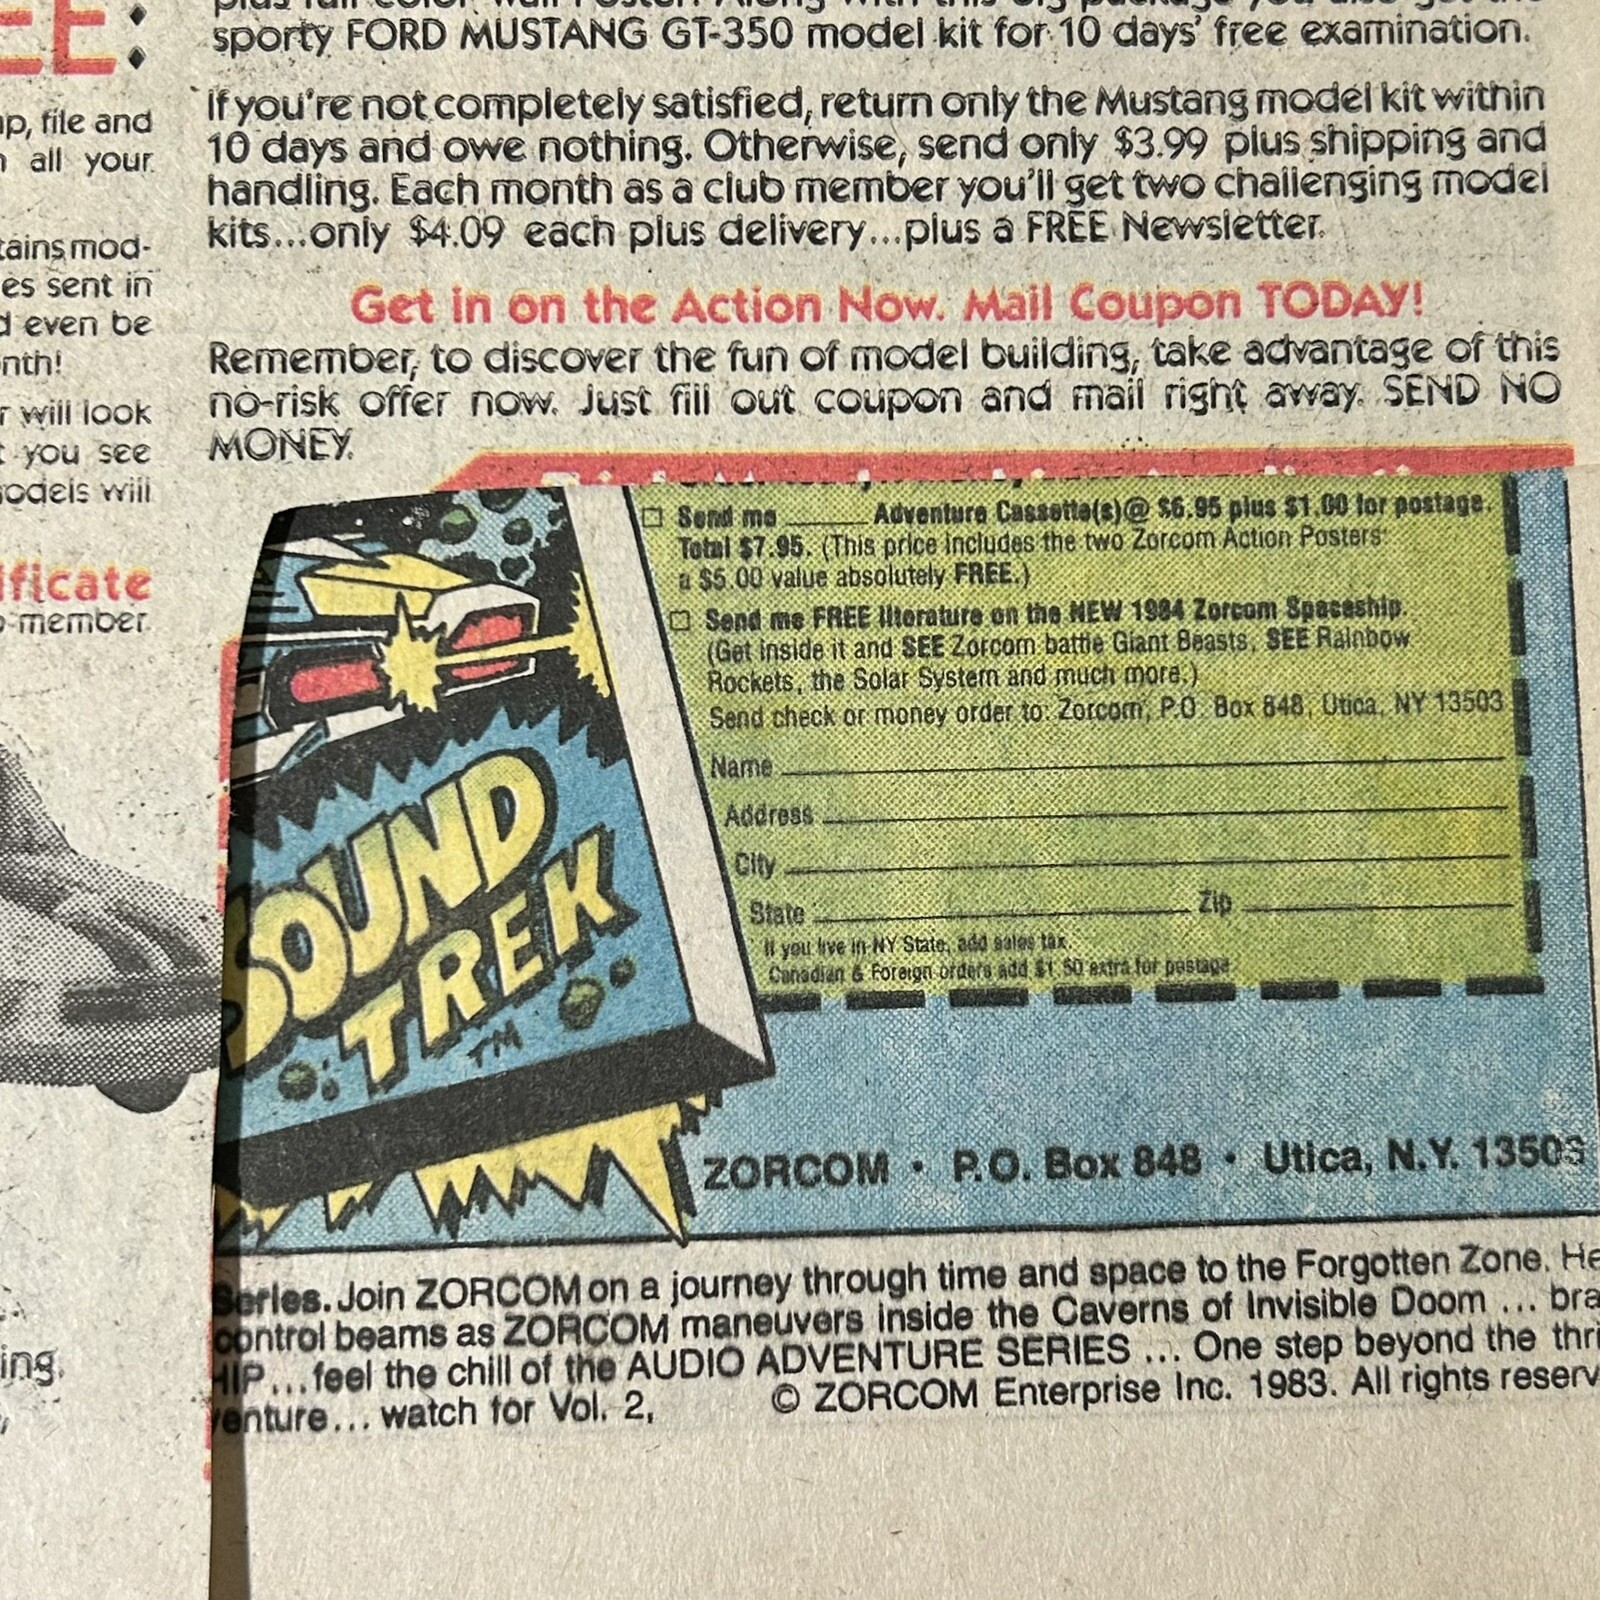 EE:
p, file and
all your
tains mod-
es sent in
d even be
nth!
r will look
t you see
odels will
ificate
member.
ing.
sporty FORD MUSTANG GT-350 model kit for 10 days' free examination.
If you're not completely satisfied, return only the Mustang model kit within
10 days and owe nothing. Otherwise, send only $3.99 plus shipping and
handling. Each month as a club member you'll get two challenging model
kits...only $4.09 each plus delivery...plus a FREE Newsletter.
Get in on the Action Now. Mail Coupon TODAY!
Remember, to discover the fun of model building, take advantage of this
no-risk offer now. Just fill out coupon and mail right away. SEND NO
MONEY.
SOUND
TREK
TM
Send me ______ Adventure Cassette(s)@ $6.95 plus $1.00 for postage.
Total $7.95. (This price includes the two Zorcom Action Posters:
a $5.00 value absolutely FREE.)
Send me FREE literature on the NEW 1984 Zorcom Spaceship.
(Get inside it and SEE Zorcom battle Giant Beasts, SEE Rainbow
Rockets, the Solar System and much more.)
Send check or money order to: Zorcom, P.O. Box 848, Utica, NY 13503
Name
Address
City
State Zip
If you live in NY State, add sales tax.
Canadian & Foreign orders add $1.50 extra for postage
ZORCOM • P.O. Box 848 • Utica, N.Y. 13503
Series. Join ZORCOM on a journey through time and space to the Forgotten Zone. He
control beams as ZORCOM maneuvers inside the Caverns of Invisible Doom ... bra
HIP... feel the chill of the AUDIO ADVENTURE SERIES ... One step beyond the thri
venture... watch for Vol. 2, © ZORCOM Enterprise Inc. 1983. All rights reserv